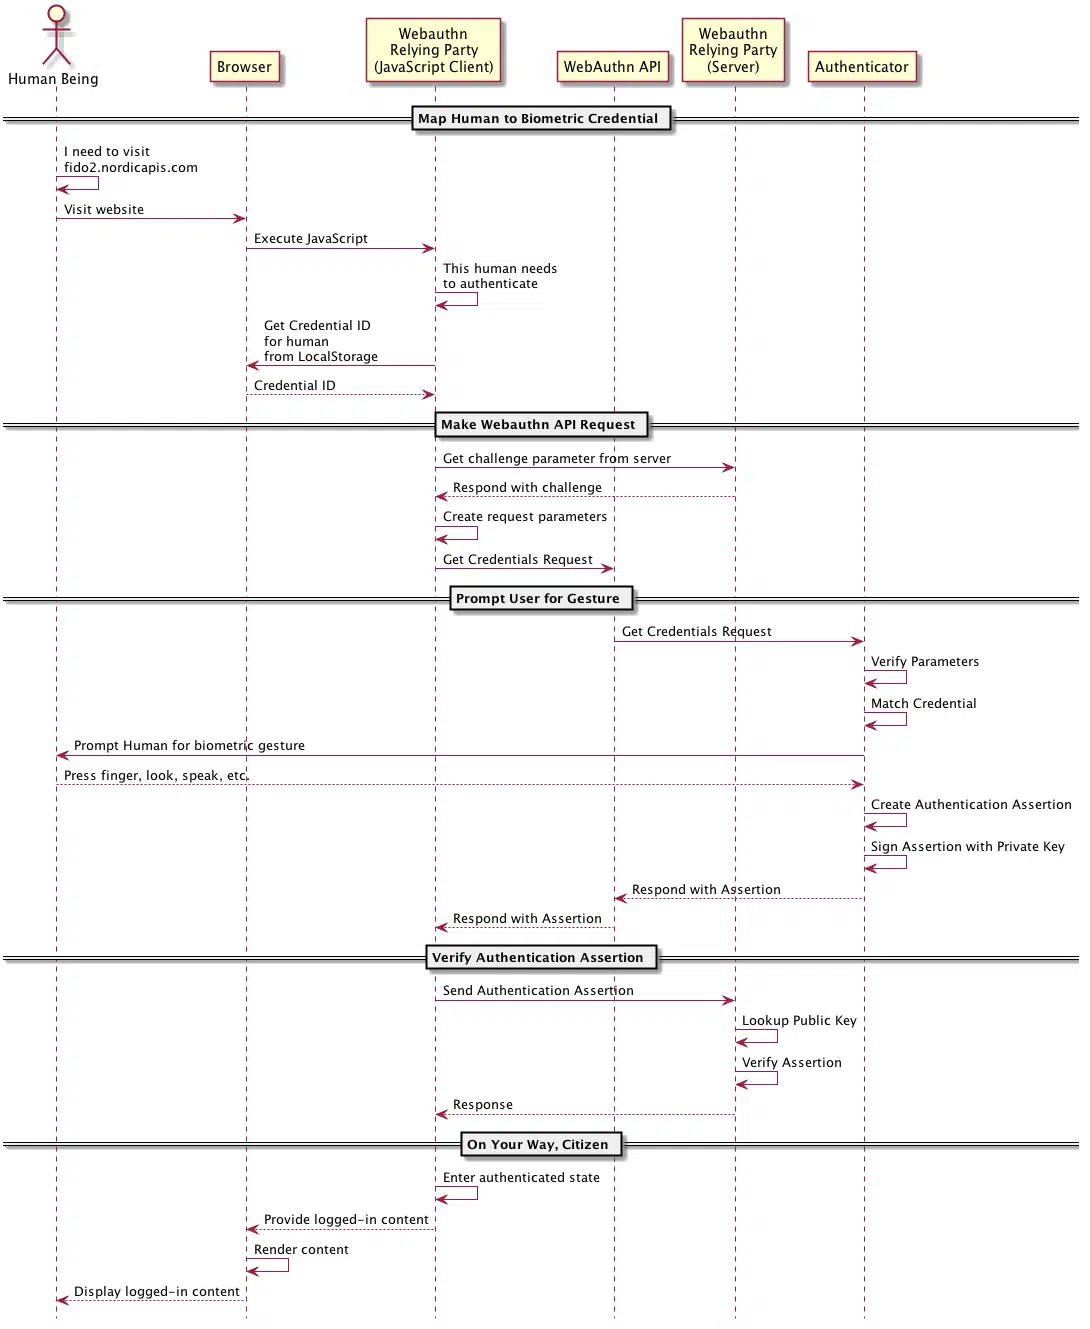 Human Being
Browser
Webauthn
Relying Party
(JavaScript Client)
WebAuthn API
Webauthn
Relying Party
(Server)
Authenticator
Map Human to Biometric Credential
I need to visit
fido2.nordicapis.com
Visit website
Execute JavaScript
This human needs
to authenticate
Get Credential ID
for human
from LocalStorage
Credential ID
Make Webauthn API Request
Get challenge parameter from server
Respond with challenge
Create request parameters
Get Credentials Request
Prompt User for Gesture
Get Credentials Request
Verify Parameters
Match Credential
Prompt Human for biometric gesture
Press finger, look, speak, etc.
Create Authentication Assertion
Sign Assertion with Private Key
Respond with Assertion
Respond with Assertion
Verify Authentication Assertion
Send Authentication Assertion
Lookup Public Key
Verify Assertion
Response
On Your Way, Citizen
Enter authenticated state
Provide logged-in content
Render content
Display logged-in content